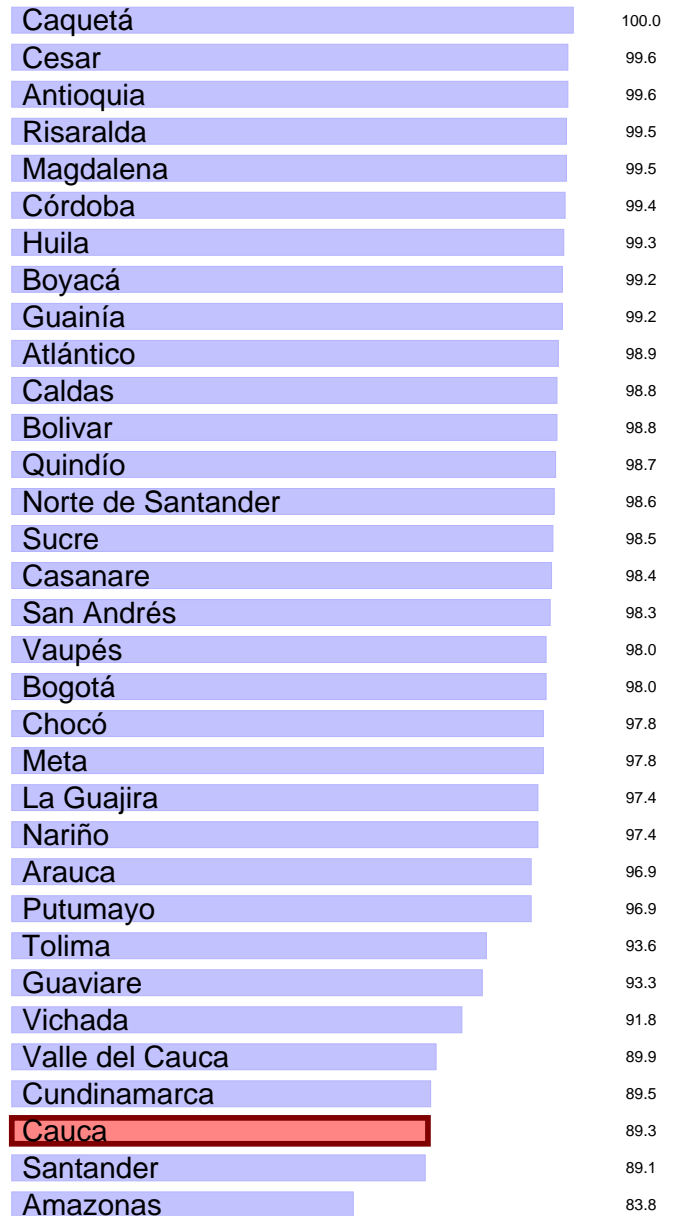 Caquetá 100.0
Cesar 99.6
Antioquia 99.6
Risaralda 99.5
Magdalena 99.5
Córdoba 99.4
Huila 99.3
Boyacá 99.2
Guainía 99.2
Atlántico 98.9
Caldas 98.8
Bolivar 98.8
Quindío 98.7
Norte de Santander 98.6
Sucre 98.5
Casanare 98.4
San Andrés 98.3
Vaupés 98.0
Bogotá 98.0
Chocó 97.8
Meta 97.8
La Guajira 97.4
Nariño 97.4
Arauca 96.9
Putumayo 96.9
Tolima 93.6
Guaviare 93.3
Vichada 91.8
Valle del Cauca 89.9
Cundinamarca 89.5
Cauca 89.3
Santander 89.1
Amazonas 83.8